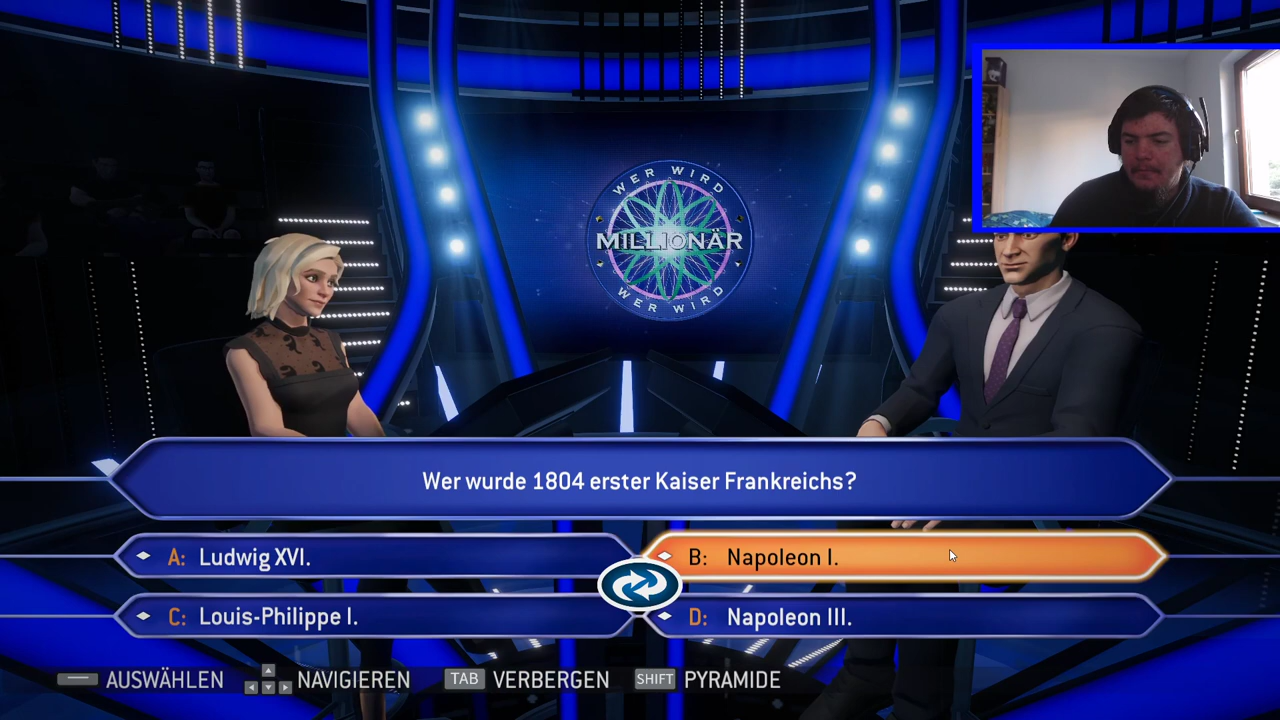 WER WIRD
MILLIONÄR
WER WIRD
Wer wurde 1804 erster Kaiser Frankreichs?
A: Ludwig XVI.
B: Napoleon I.
C: Louis-Philippe I.
D: Napoleon III.
AUSWÄHLEN NAVIGIEREN TAB VERBERGEN SHIFT PYRAMIDE